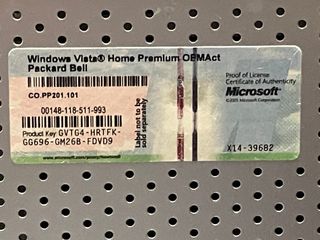 Windows Vista® Home Premium OEMAct
Packard Bell
CO.PP201.101
00148-118-511-993
Product Key: GVTG4-HRTFK-
GG696-GM26B-FDVD9
Label not to be
sold separately
Proof of License
Certificate of Authenticity
Microsoft®
©2005 Microsoft Corporation
X14-39682